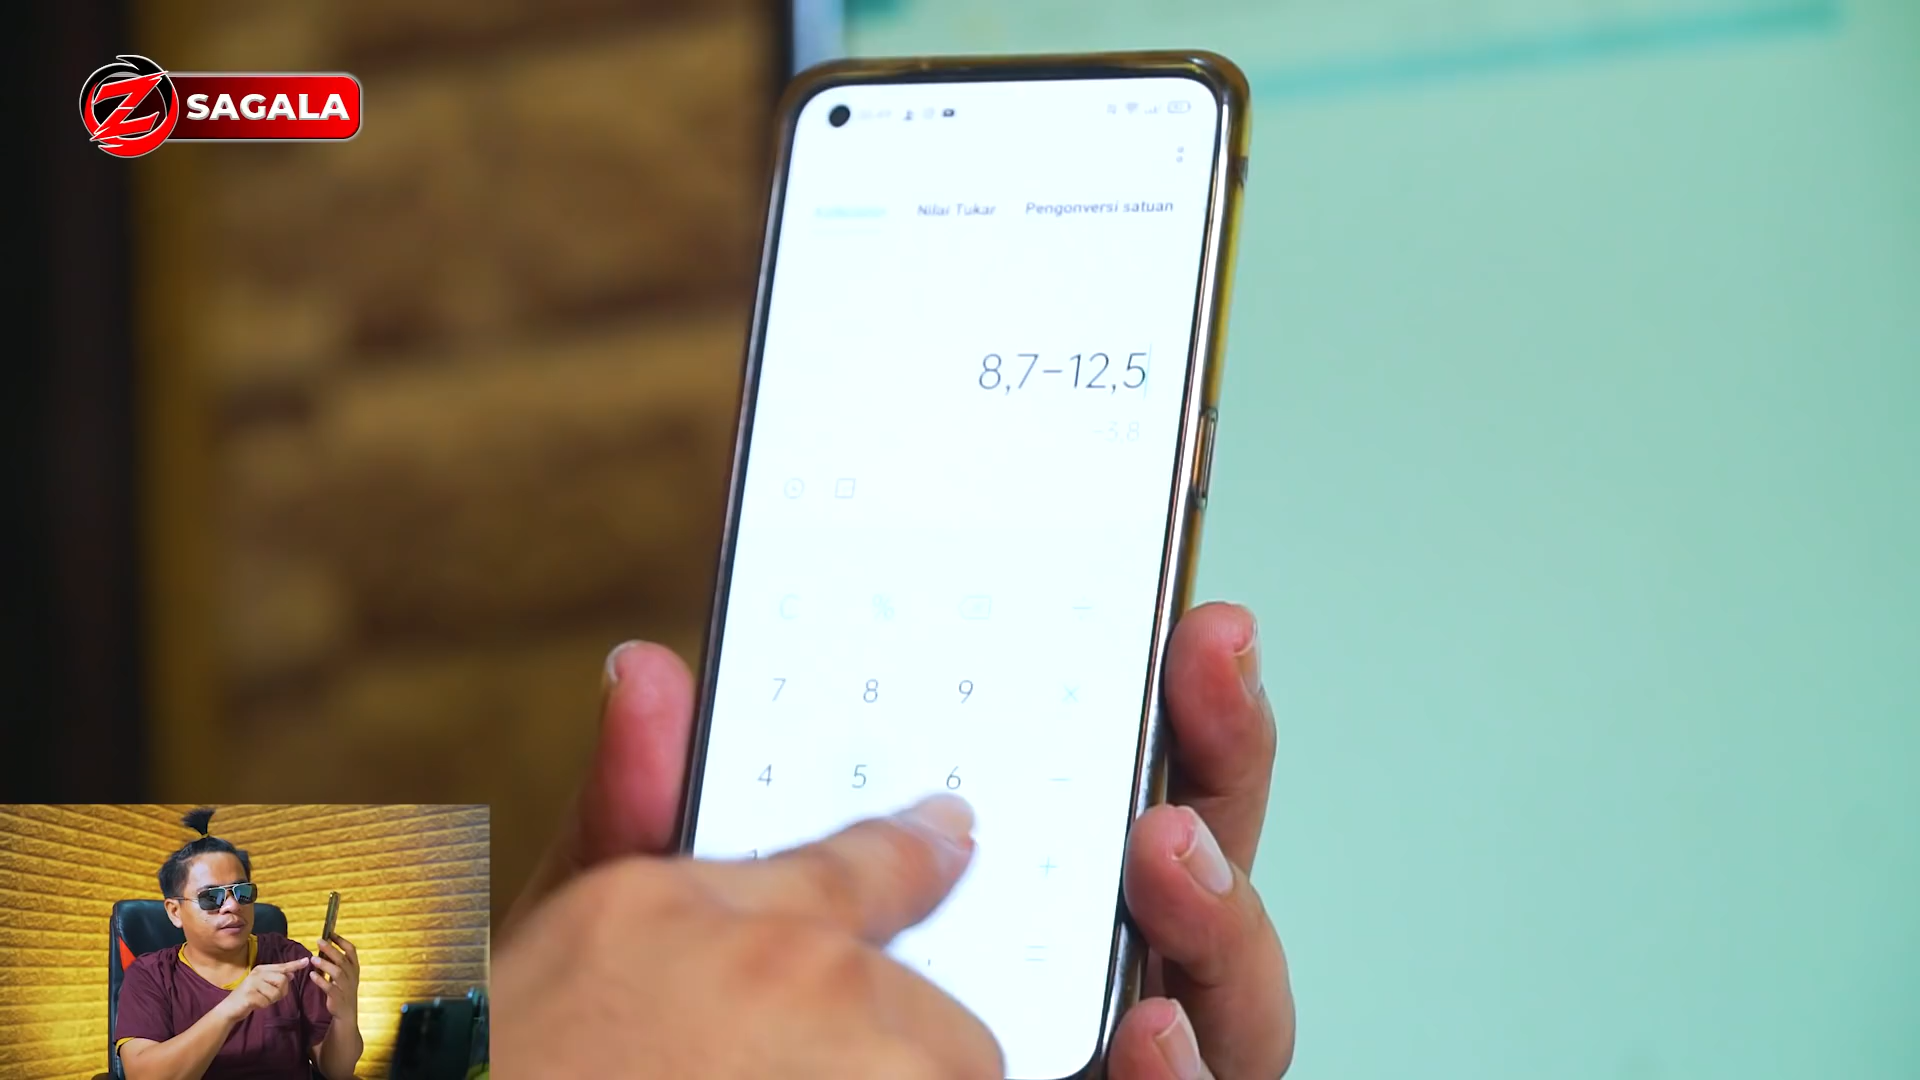 Z SAGALA
Nilai Tukar
Pengonversi satuan
8,7−12,5
-3,8
C % ÷
7 8 9 ×
4 5 6 −
+
, =